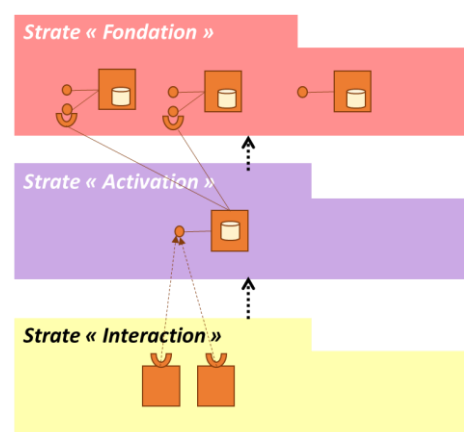 Strate « Fondation »
Strate « Activation »
Strate « Interaction »